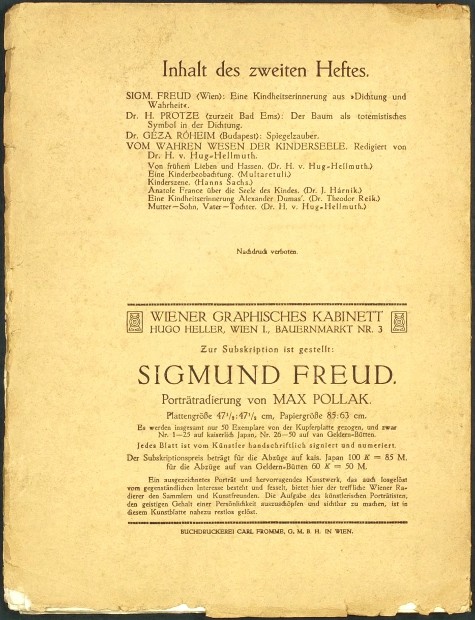 Inhalt des zweiten Heftes.
SIGM. FREUD (Wien): Eine Kindheitserinnerung aus »Dichtung und
Wahrheit«.
Dr. H. PROTZE (zurzeit Bad Ems): Der Baum als totemistisches
Symbol in der Dichtung.
Dr. GÉZA RÓHEIM (Budapest): Spiegelzauber.
VOM WAHREN WESEN DER KINDERSEELE. Redigiert von
Dr. H. v. Hug-Hellmuth.
Von frühem Lieben und Hassen. (Dr. H. v. Hug-Hellmuth.)
Eine Kinderbeobachtung. (Multaretuli.)
Kinderszene. (Hanns Sachs.)
Anatole France über die Seele des Kindes. (Dr. J. Hárnik.)
Eine Kindheitserinnerung Alexander Dumas'. (Dr. Theodor Reik.)
Mutter—Sohn, Vater—Tochter. (Dr. H. v. Hug-Hellmuth.)
Nachdruck verboten.
WIENER GRAPHISCHES KABINETT
HUGO HELLER, WIEN I., BAUERNMARKT NR. 3
Zur Subskription ist gestellt:
SIGMUND FREUD.
Porträtradierung von MAX POLLAK.
Plattengröße 47½:47½ cm, Papiergröße 85:63 cm.
Es werden insgesamt nur 50 Exemplare von der Kupferplatte gezogen, und zwar
Nr. 1—25 auf kaiserlich Japan, Nr. 26—50 auf van Geldern-Bütten.
Jedes Blatt ist vom Künstler handschriftlich signiert und numeriert.
Der Subskriptionspreis beträgt für die Abzüge auf kais. Japan 100 K = 85 M,
für die Abzüge auf van Geldern-Bütten 60 K = 50 M.
Ein ausgezeichnetes Porträt und hervorragendes Kunstwerk, das auch losgelöst
vom gegenständlichen Interesse besteht und fesselt, bietet hier der treffliche Wiener Ra-
dierer den Sammlern und Kunstfreunden. Die Aufgabe des künstlerischen Porträtisten,
den geistigen Gehalt einer Persönlichkeit auszuschöpfen und sichtbar zu machen, ist in
diesem Kunstblatte nahezu restlos gelöst.
BUCHDRUCKEREI CARL FROMME, G. M. B. H. IN WIEN.